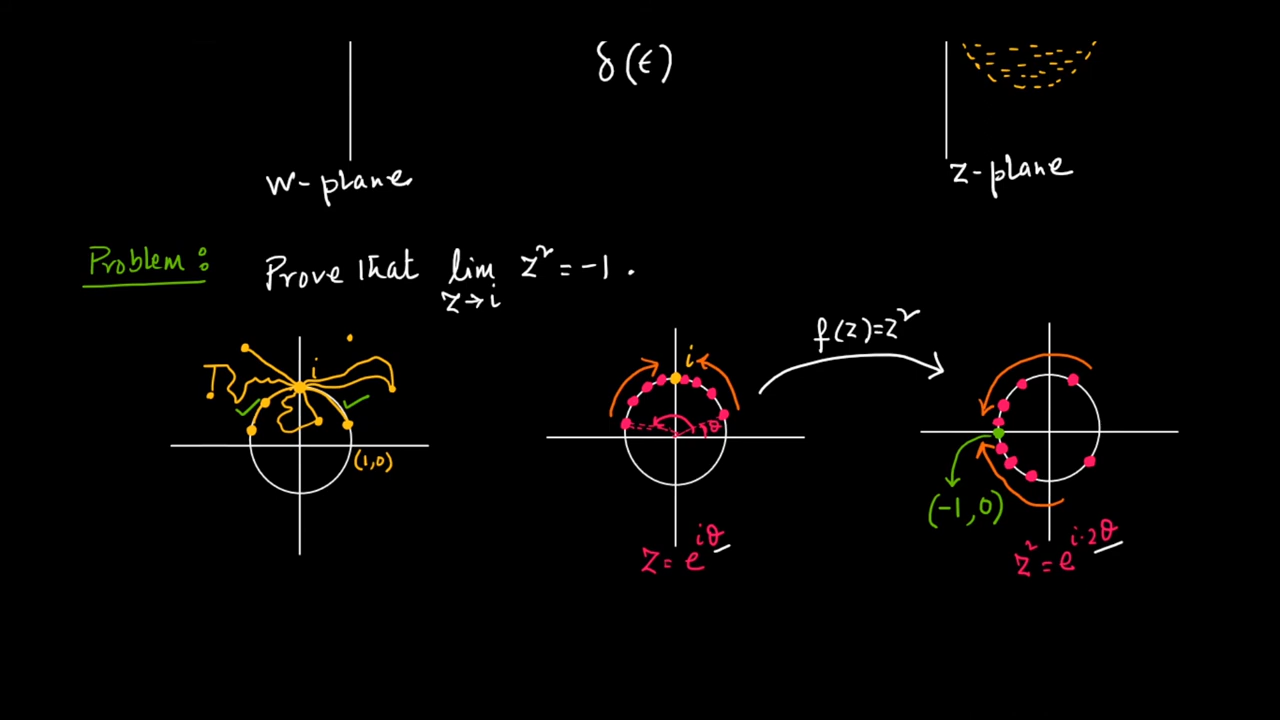 δ(ε)
W-plane
Z-plane
Problem: Prove that lim z² = -1.
z→i
i
(1,0)
i
θ
f(z)=z²
(-1,0)
z = e^{iθ}
z² = e^{i·2θ}